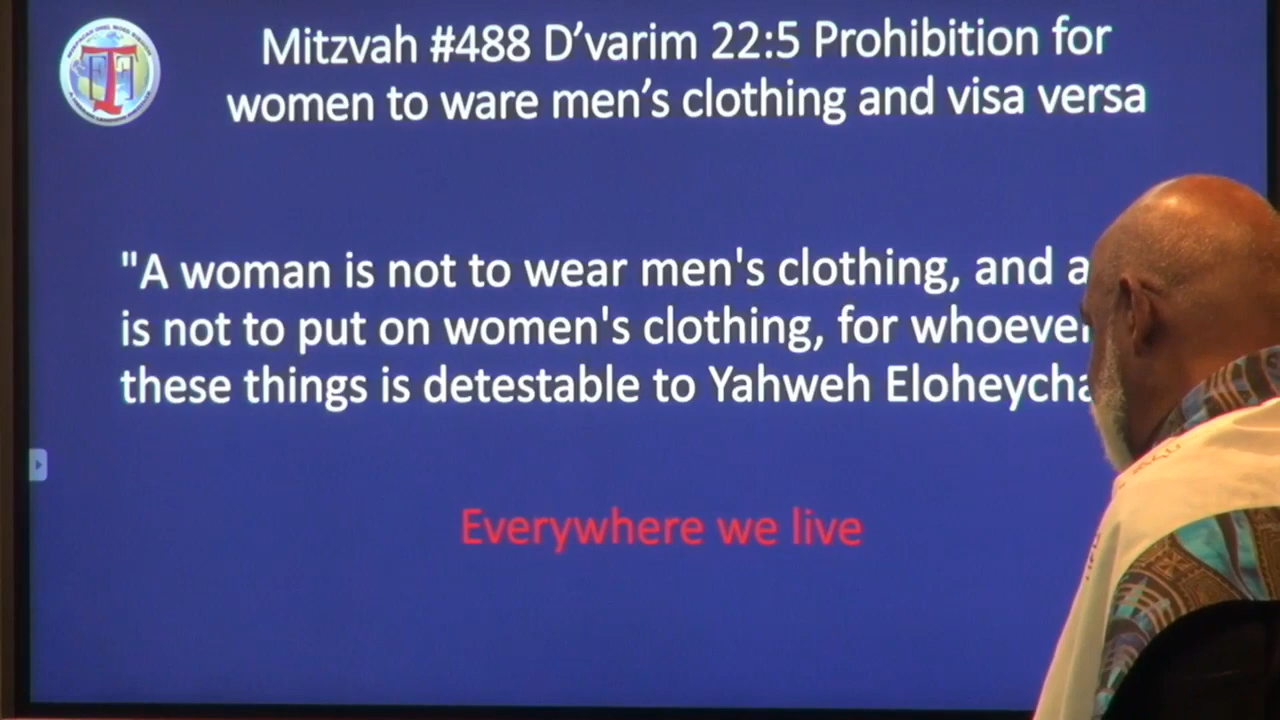 Mitzvah #488 D’varim 22:5 Prohibition for
women to ware men’s clothing and visa versa
"A woman is not to wear men's clothing, and a
is not to put on women's clothing, for whoever
these things is detestable to Yahweh Eloheycha
Everywhere we live